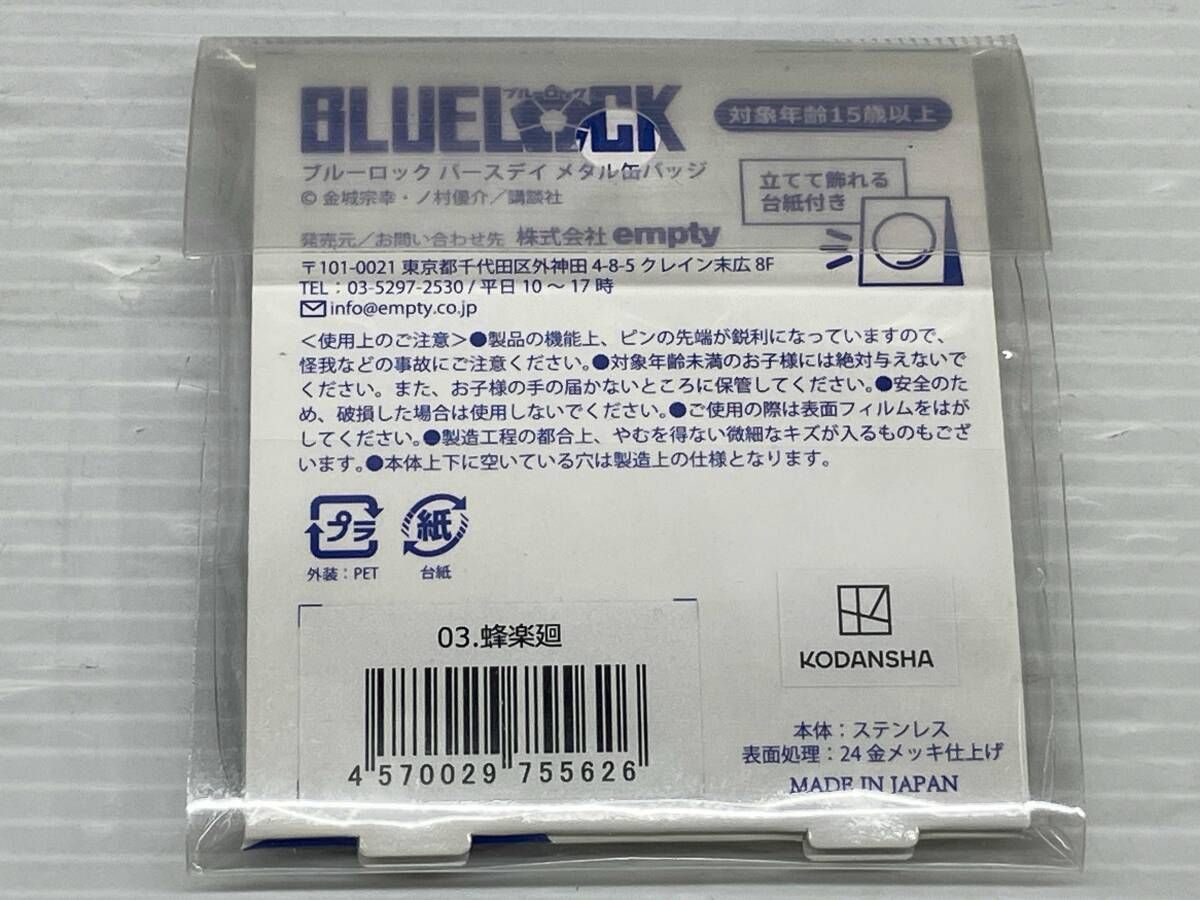 BLUELOCK
ブルーロック
対象年齢15歳以上
ブルーロック バースデイ メタル缶バッジ
© 金城宗幸・ノ村優介／講談社
立てて飾れる
台紙付き
発売元／お問い合わせ先 株式会社empty
〒101-0021 東京都千代田区外神田 4-8-5 クレイン末広 8F
TEL : 03-5297-2530 / 平日 10 ～ 17 時
info@empty.co.jp
＜使用上のご注意＞●製品の機能上、ピンの先端が鋭利になっていますので、
怪我などの事故にご注意ください。●対象年齢未満のお子様には絶対与えないで
ください。また、お子様の手の届かないところに保管してください。●安全のた
め、破損した場合は使用しないでください。●ご使用の際は表面フィルムをはが
してください。●製造工程の都合上、やむを得ない微細なキズが入るものもござ
います。●本体上下に空いている穴は製造上の仕様となります。
プラ
紙
外装：PET
台紙
03.蜂楽廻
4 570029 755626
KODANSHA
本体：ステンレス
表面処理：24 金メッキ仕上げ
MADE IN JAPAN